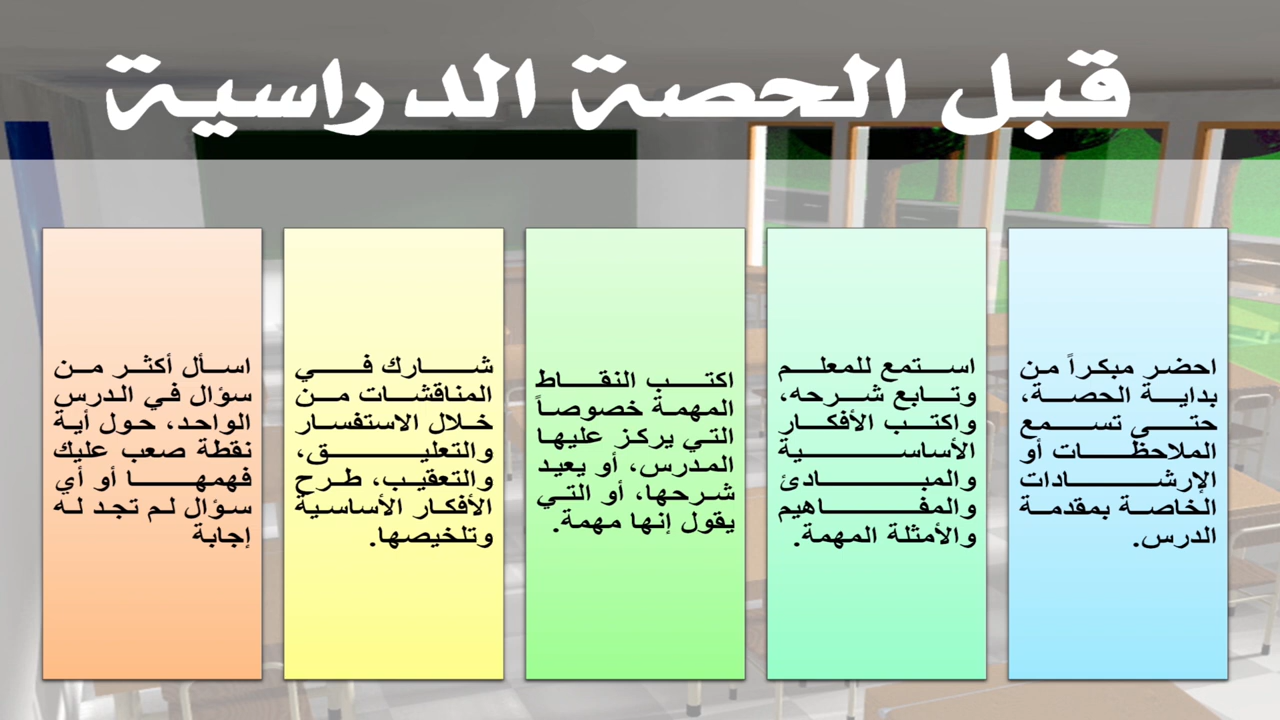 قبل الحصة الدراسية
احضر مبكراً من
بداية الحصة،
حتى تسمع
الملاحظات أو
الإرشادات
الخاصة بمقدمة
الدرس.
استمع للمعلم
وتابع شرحه،
واكتب الأفكار
الأساسية
والمبادئ
والمفاهيم
والأمثلة المهمة.
اكتب النقاط
المهمة خصوصاً
التي يركز عليها
المدرس، أو يعيد
شرحها، أو التي
يقول إنها مهمة.
شارك في
المناقشات من
خلال الاستفسار
والتعليق،
والتعقيب، طرح
الأفكار الأساسية
وتلخيصها.
اسأل أكثر من
سؤال في الدرس
الواحد، حول أية
نقطة صعب عليك
فهمها أو أي
سؤال لم تجد له
إجابة